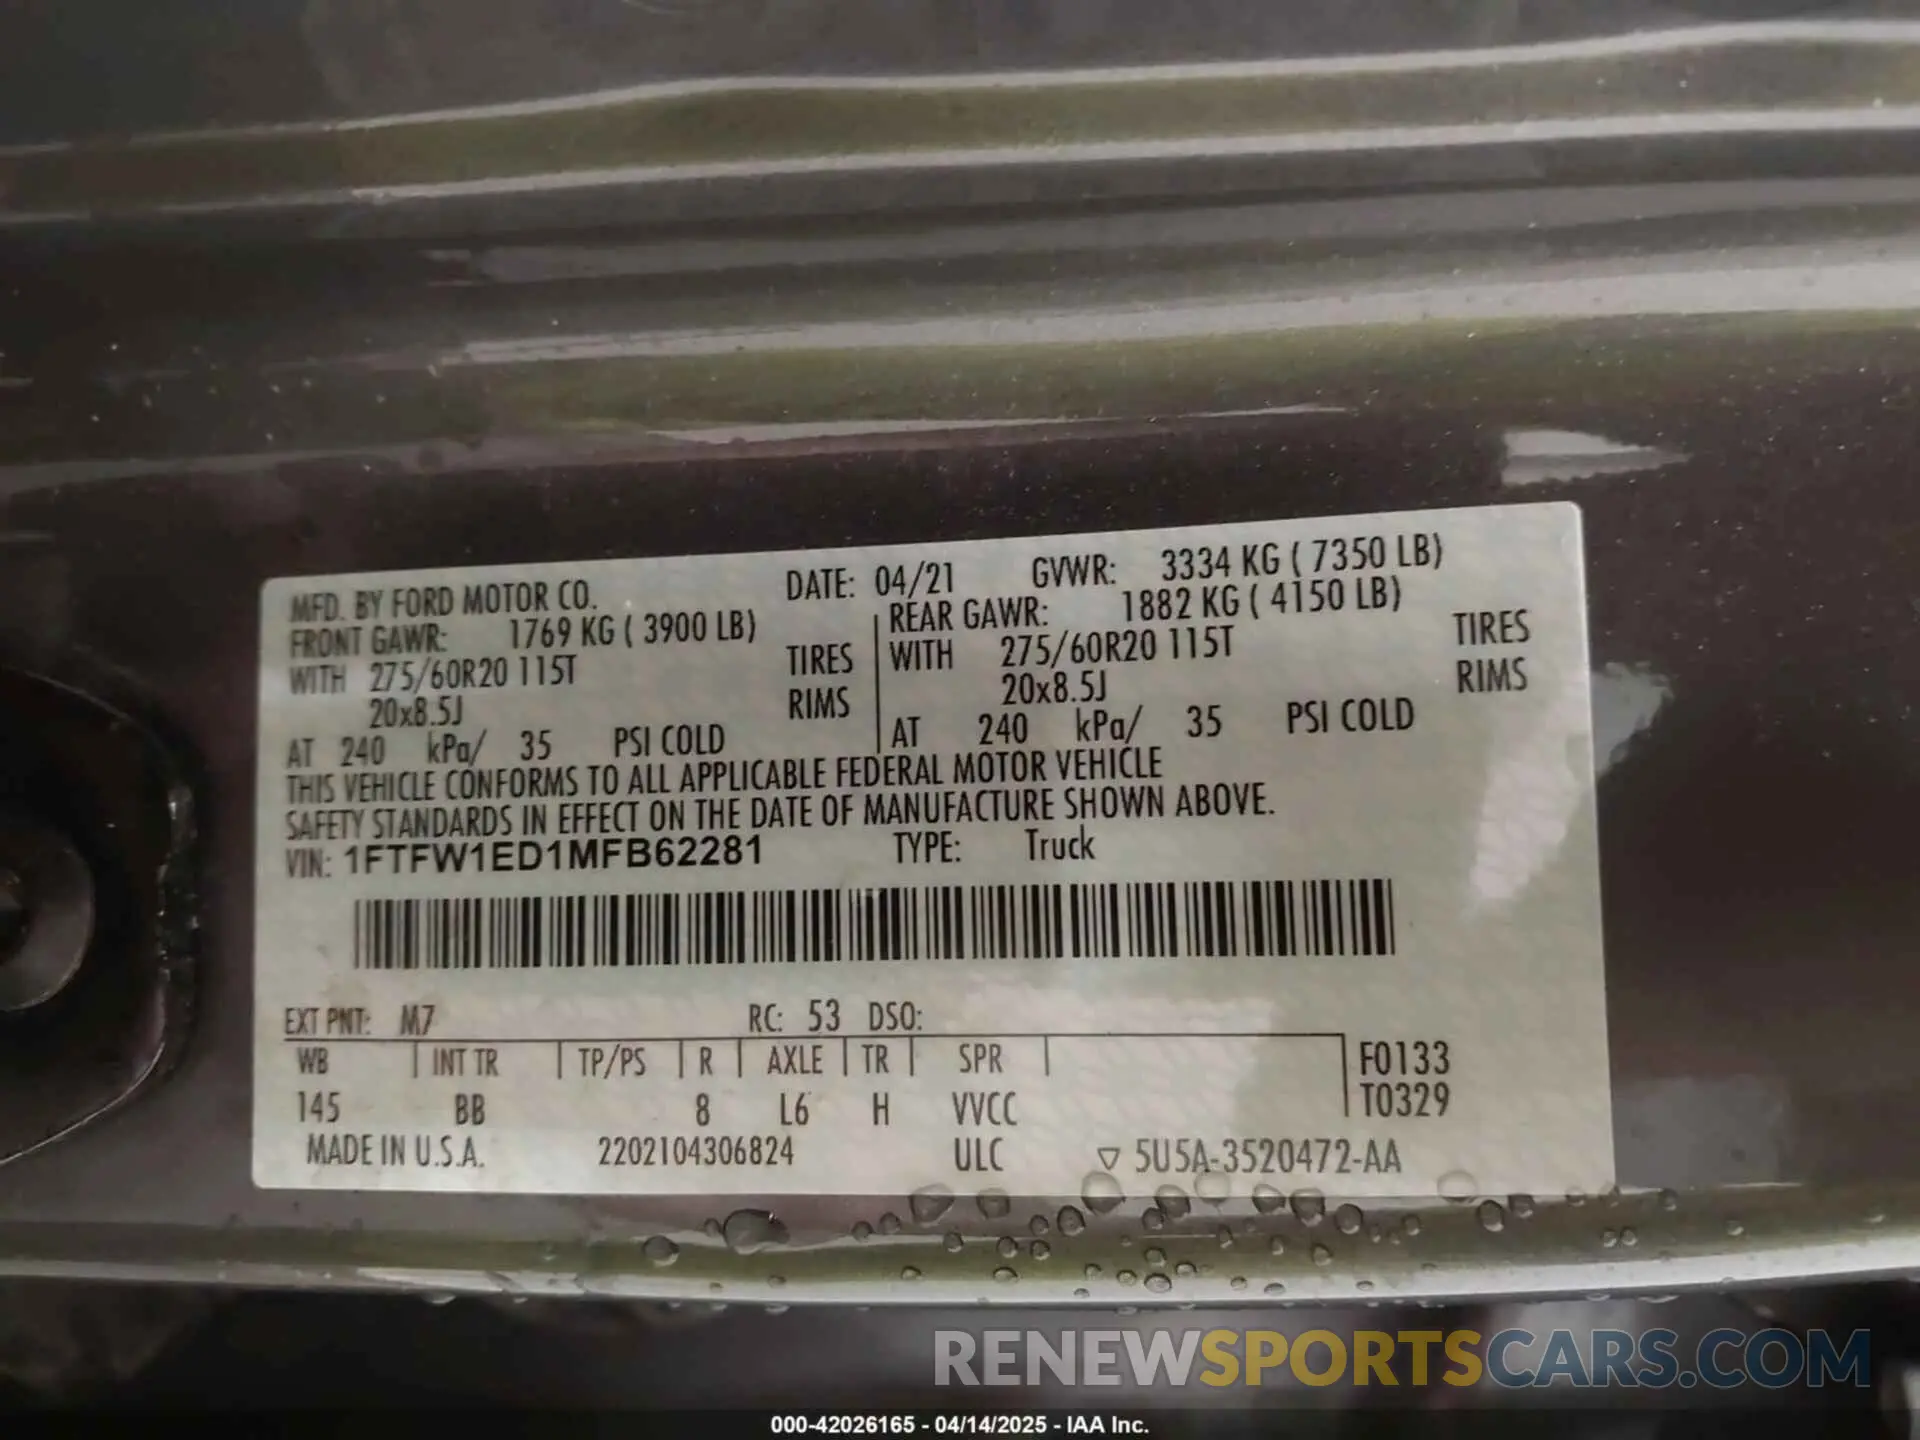 MFD. BY FORD MOTOR CO. DATE: 04/21 GVWR: 3334 KG ( 7350 LB)
FRONT GAWR: 1769 KG ( 3900 LB) REAR GAWR: 1882 KG ( 4150 LB)
WITH 275/60R20 115T TIRES WITH 275/60R20 115T TIRES
20x8.5J RIMS 20x8.5J RIMS
AT 240 kPa/ 35 PSI COLD AT 240 kPa/ 35 PSI COLD
THIS VEHICLE CONFORMS TO ALL APPLICABLE FEDERAL MOTOR VEHICLE
SAFETY STANDARDS IN EFFECT ON THE DATE OF MANUFACTURE SHOWN ABOVE.
VIN: 1FTFW1ED1MFB62281 TYPE: Truck
EXT PNT: M7 RC: 53 DSO:
WB INT TR TP/PS R AXLE TR SPR F0133
145 BB 8 L6 H VVCC T0329
MADE IN U.S.A. 2202104306824 ULC ▽ 5U5A-3520472-AA
RENEWSPORTSCARS.COM
000-42026165 - 04/14/2025 - IAA Inc.